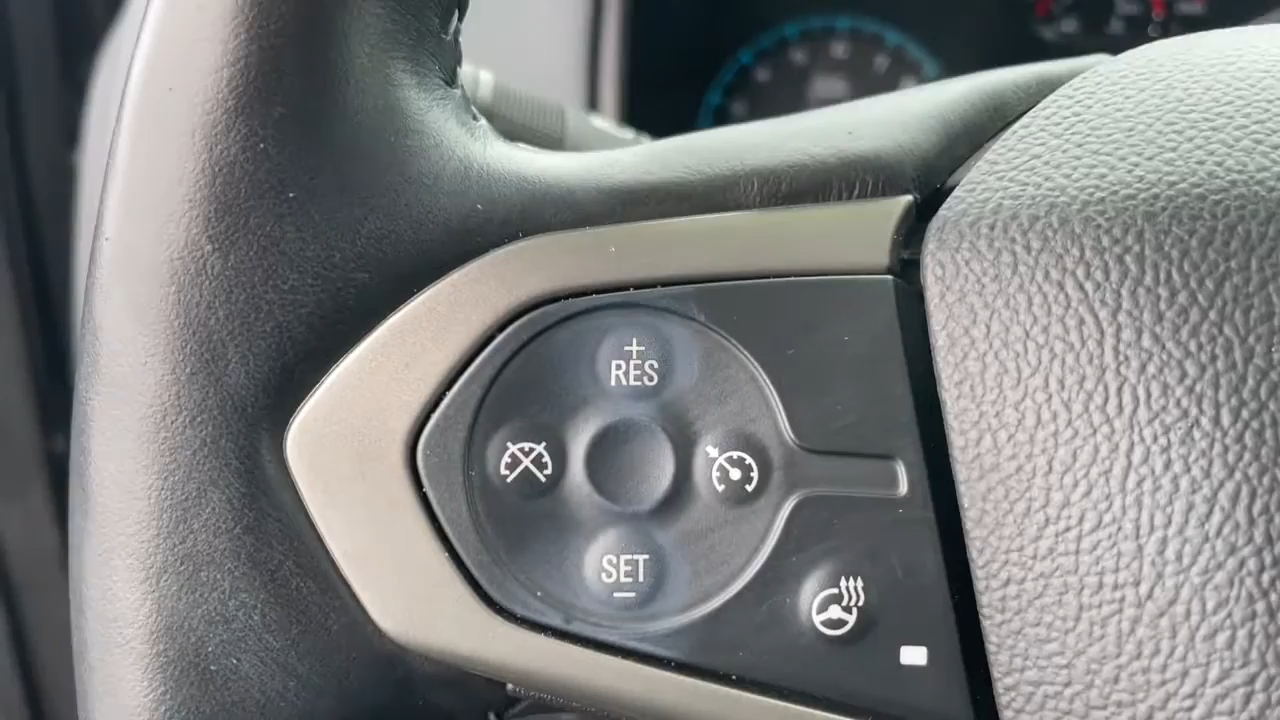 +
RES
SET
–